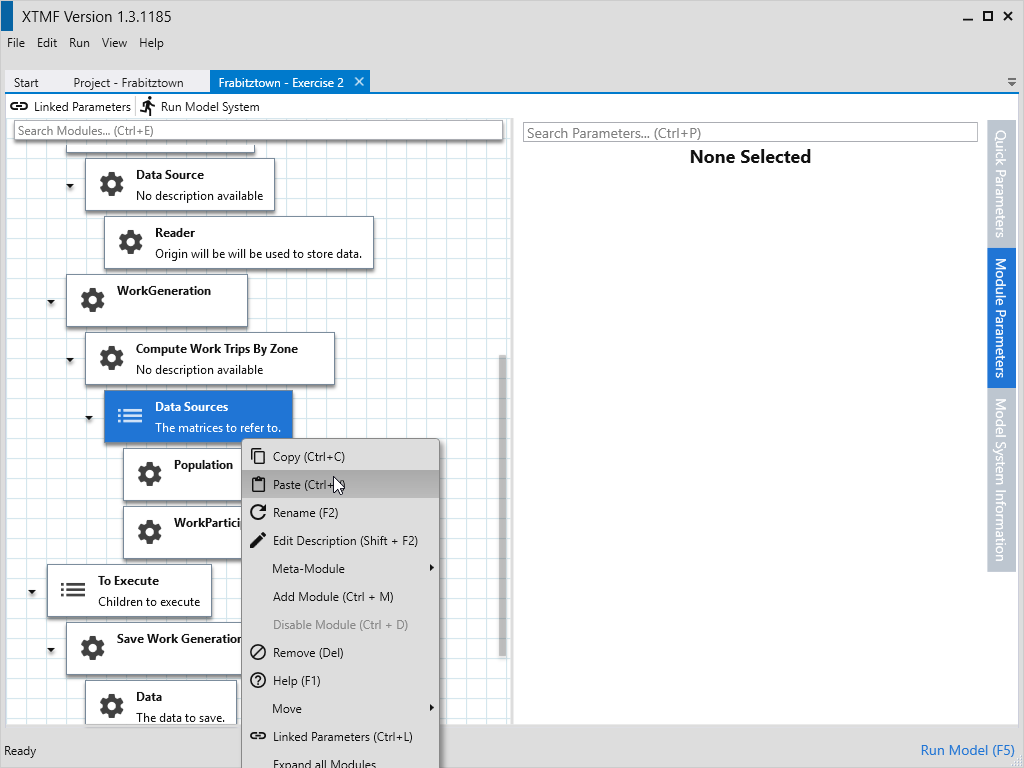 XTMF Version 1.3.1185
File Edit Run View Help
Start Project - Frabitztown Frabitztown - Exercise 2
Linked Parameters Run Model System
Search Modules... (Ctrl+E)
Data Source
No description available
Reader
Origin will be will be used to store data.
WorkGeneration
Compute Work Trips By Zone
No description available
Data Sources
The matrices to refer to.
Population
To Execute
Children to execute
Save Work Generation
Data
The data to save.
Copy (Ctrl+C)
Paste
Rename (F2)
Edit Description (Shift + F2)
Meta-Module
Add Module (Ctrl + M)
Disable Module (Ctrl + D)
Remove (Del)
Help (F1)
Move
Linked Parameters (Ctrl+L)
Expand all Modules
Search Parameters... (Ctrl+P)
None Selected
Quick Parameters
Module Parameters
Model System Information
Ready
Run Model (F5)